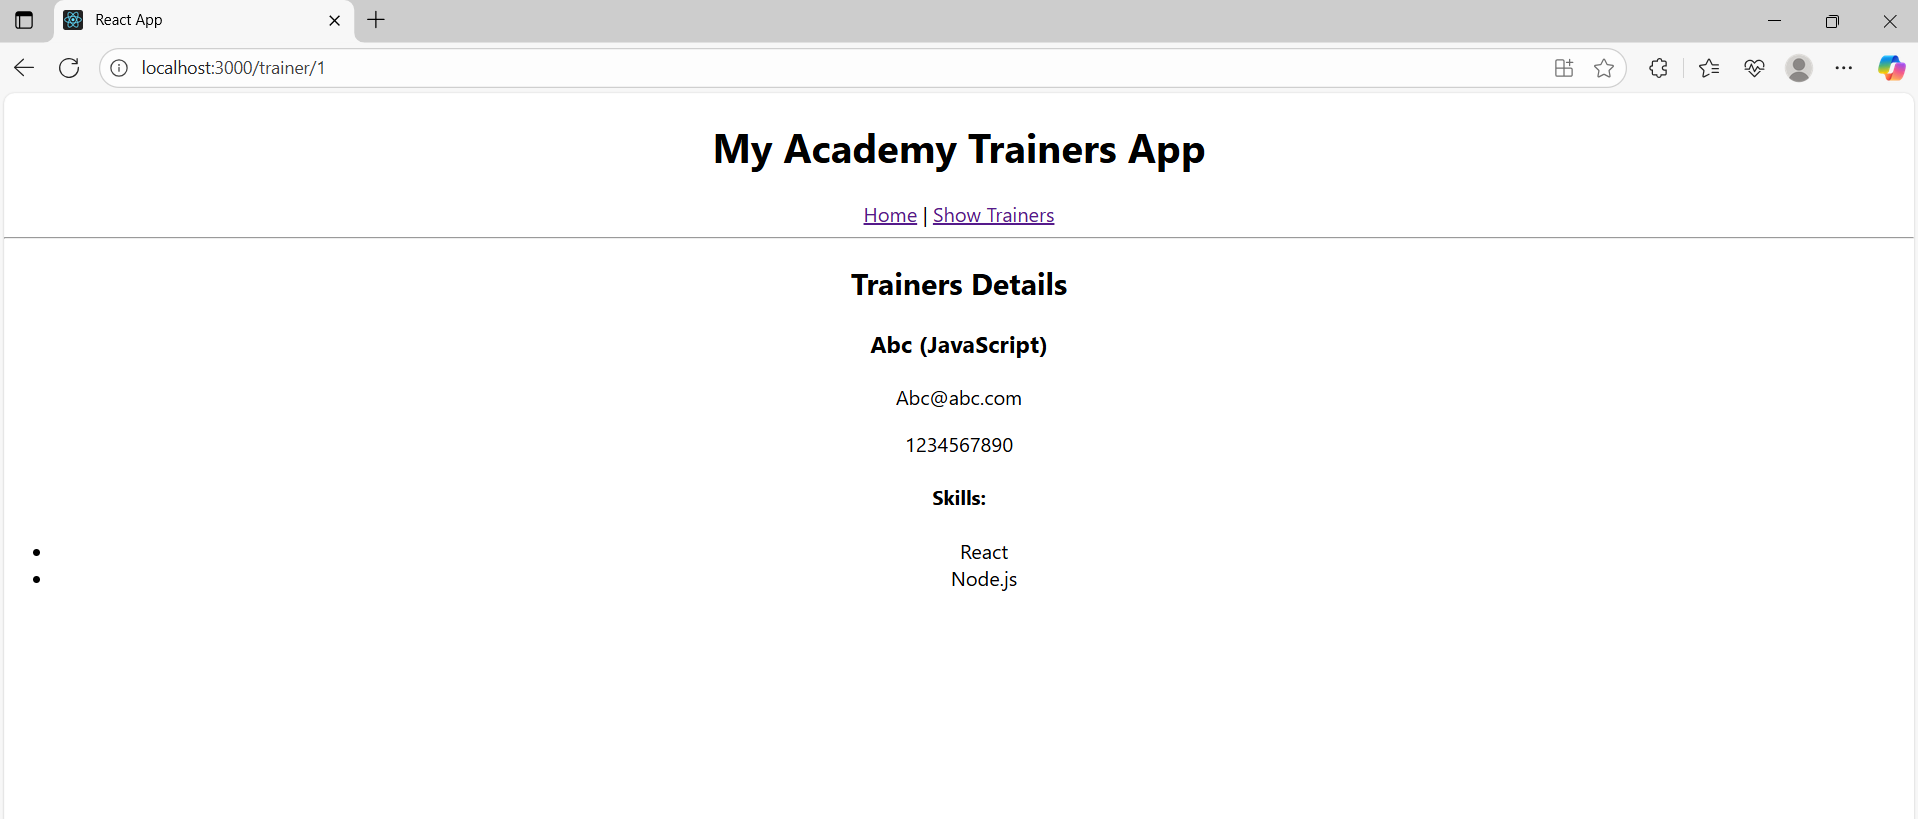 React App
localhost:3000/trainer/1
My Academy Trainers App
Home | Show Trainers
Trainers Details
Abc (JavaScript)
Abc@abc.com
1234567890
Skills:
• React
• Node.js